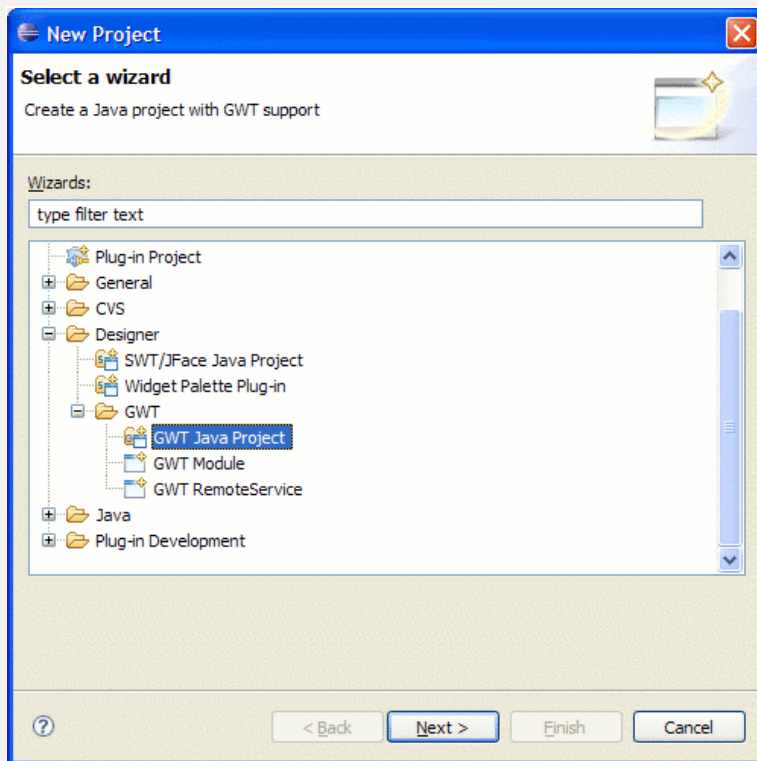 New Project
Select a wizard
Create a Java project with GWT support
Wizards:
type filter text
Plug-in Project
General
CVS
Designer
SWT/JFace Java Project
Widget Palette Plug-in
GWT
GWT Java Project
GWT Module
GWT RemoteService
Java
Plug-in Development
? < Back Next > Finish Cancel